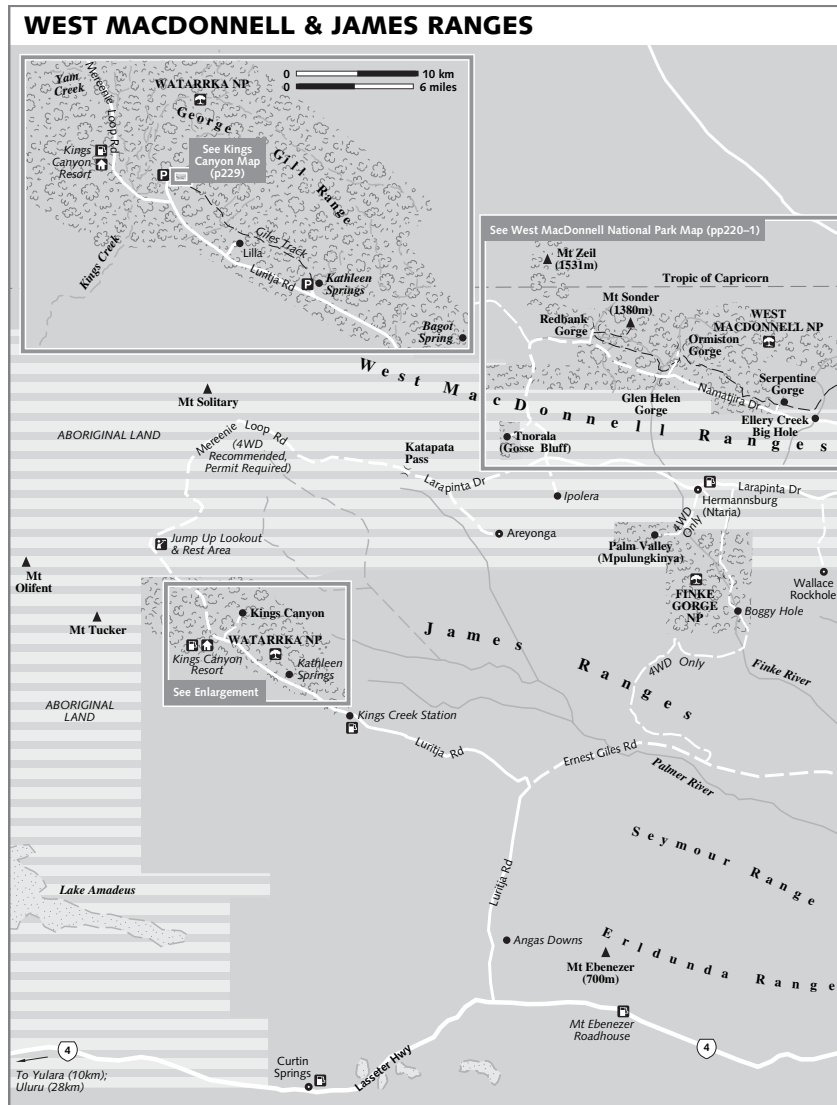 WEST MACDONNELL & JAMES RANGES
0 10 km
0 6 miles
Yam
Creek
Mereenie Loop Rd
WATARRKA NP
George Gill Range
Kings
Canyon
Resort
P
See Kings
Canyon Map
(p229)
Kings Creek
Giles Track
Lilla
Luritja Rd
P
Kathleen
Springs
Bagot
Spring
See West MacDonnell National Park Map (pp220–1)
Mt Zeil
(1531m)
Tropic of Capricorn
Mt Sonder
(1380m)
Redbank
Gorge
WEST
MACDONNELL NP
Ormiston
Gorge
Serpentine
Gorge
Namatjira Dr
Glen Helen
Gorge
Ellery Creek
Big Hole
West MacDonnell Ranges
Tnorala
(Gosse Bluff)
Mt Solitary
ABORIGINAL LAND
Mereenie Loop Rd
(4WD
Recommended,
Permit Required)
Katapata
Pass
Larapinta Dr
Larapinta Dr
Ipolera
Hermannsburg
(Ntaria)
4WD
Only
Areyonga
Jump Up Lookout
& Rest Area
Palm Valley
(Mpulungkinya)
Mt
Olifent
Wallace
Rockhole
FINKE
GORGE
NP
Boggy Hole
Mt Tucker
Kings Canyon
WATARRKA NP
Kings Canyon
Resort
Kathleen
Springs
See Enlargement
James Ranges
4WD Only
Finke River
ABORIGINAL
LAND
Kings Creek Station
Luritja Rd
Ernest Giles Rd
Palmer River
Seymour Range
Luritja Rd
Lake Amadeus
Angas Downs
Erldunda Range
Mt Ebenezer
(700m)
Mt Ebenezer
Roadhouse
4
4
To Yulara (10km);
Uluru (28km)
Curtin
Springs
Lasseter Hwy